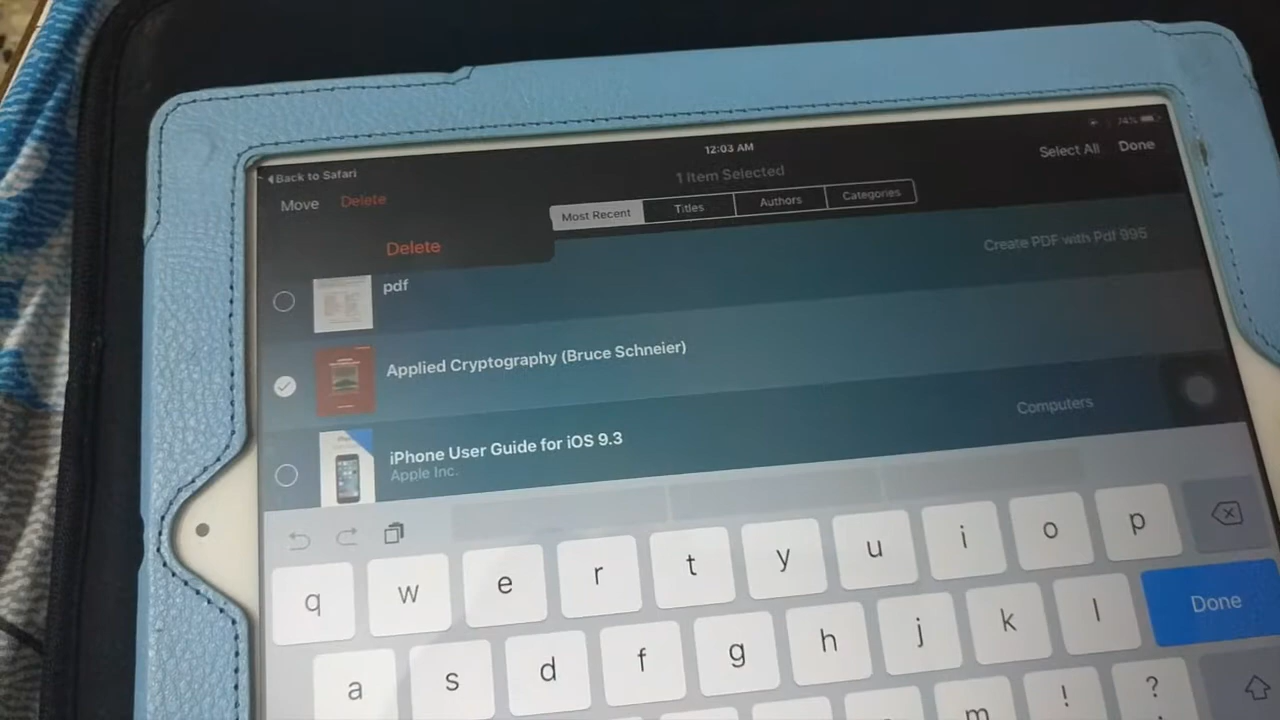 12:03 AM
74%
Back to Safari
1 Item Selected
Select All
Done
Move
Delete
Most Recent
Titles
Authors
Categories
Delete
Create PDF with Pdf 995
pdf
Applied Cryptography (Bruce Schneier)
Computers
iPhone User Guide for iOS 9.3
Apple Inc.
q w e r t y u i o p
a s d f g h j k l Done
m ! ?